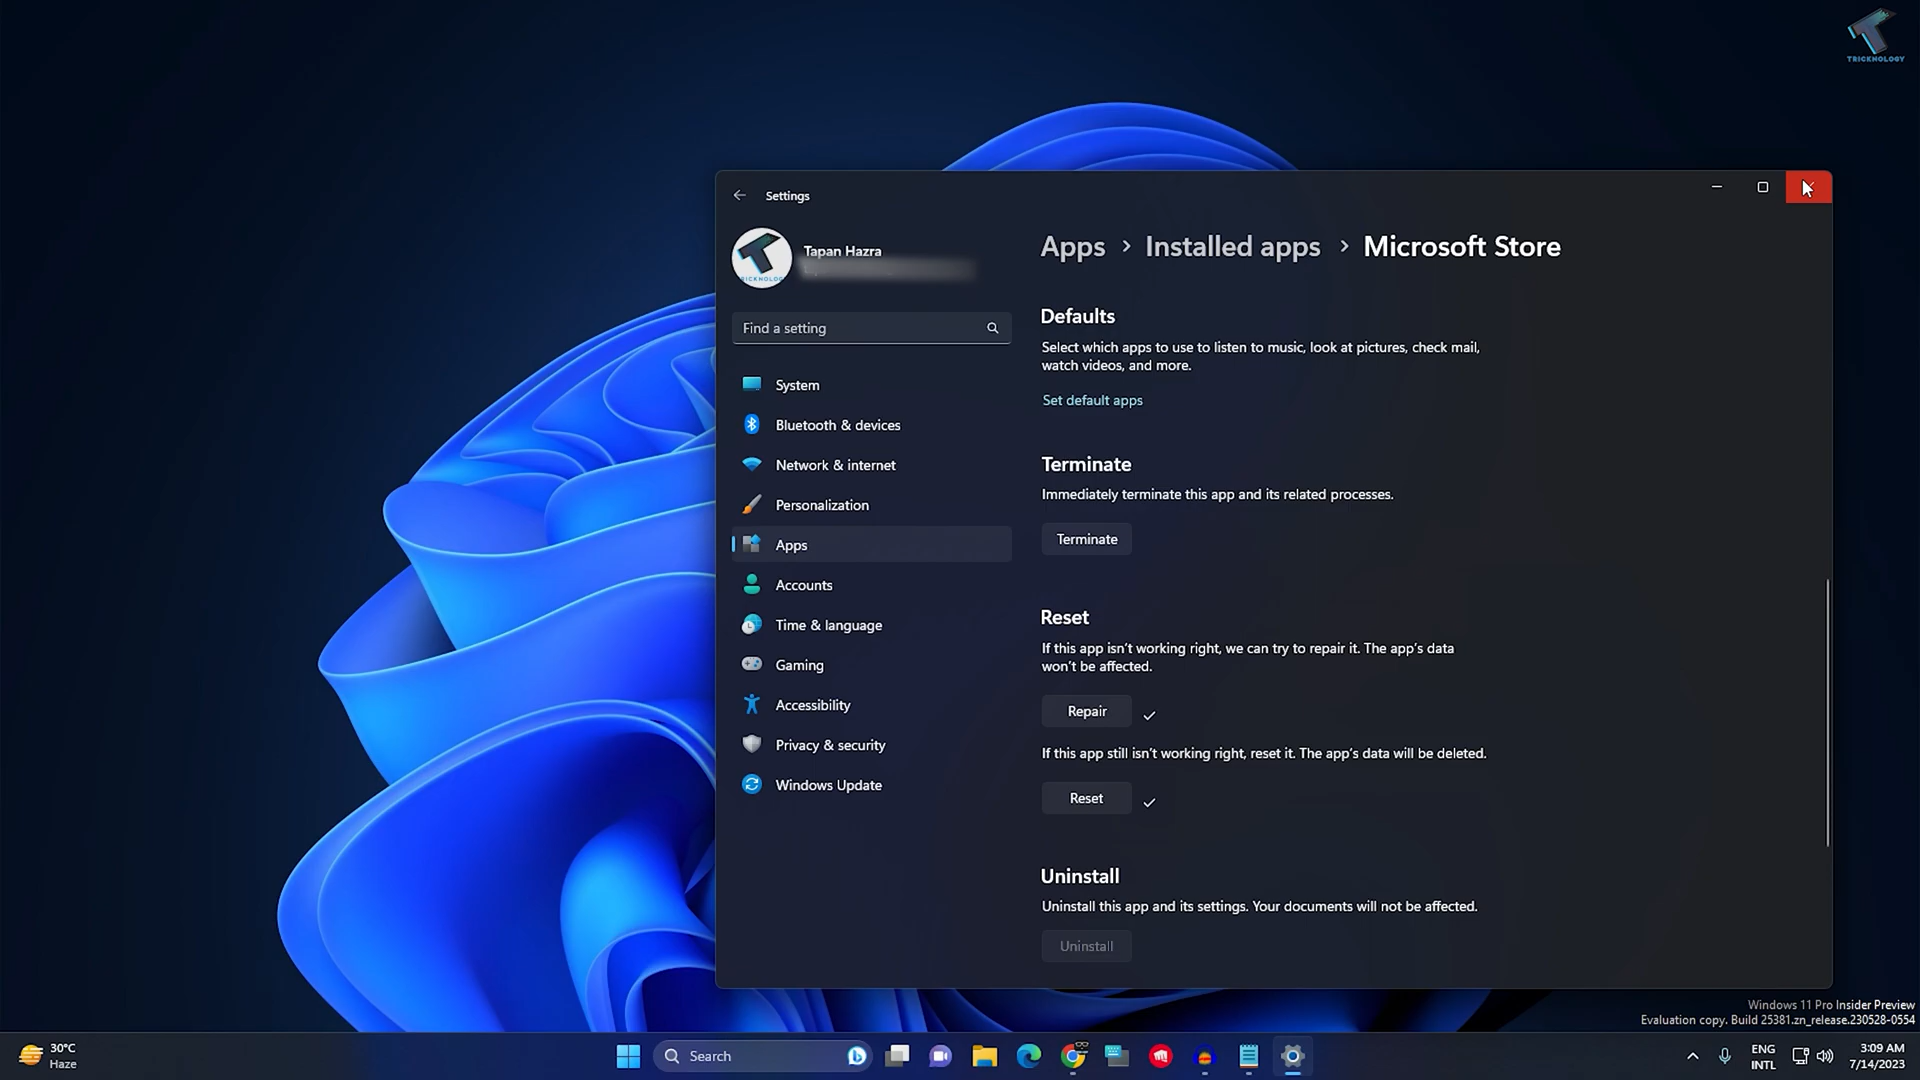 TRICKNOLOGY
Settings
Tapan Hazra
Find a setting
System
Bluetooth & devices
Network & internet
Personalization
Apps
Accounts
Time & language
Gaming
Accessibility
Privacy & security
Windows Update
Apps > Installed apps > Microsoft Store
Defaults
Select which apps to use to listen to music, look at pictures, check mail,
watch videos, and more.
Set default apps
Terminate
Immediately terminate this app and its related processes.
Terminate
Reset
If this app isn't working right, we can try to repair it. The app's data
won't be affected.
Repair
If this app still isn't working right, reset it. The app's data will be deleted.
Reset
Uninstall
Uninstall this app and its settings. Your documents will not be affected.
Uninstall
Windows 11 Pro Insider Preview
Evaluation copy. Build 25381.zn_release.230528-0554
30°C
Haze
Search
ENG
INTL
3:09 AM
7/14/2023